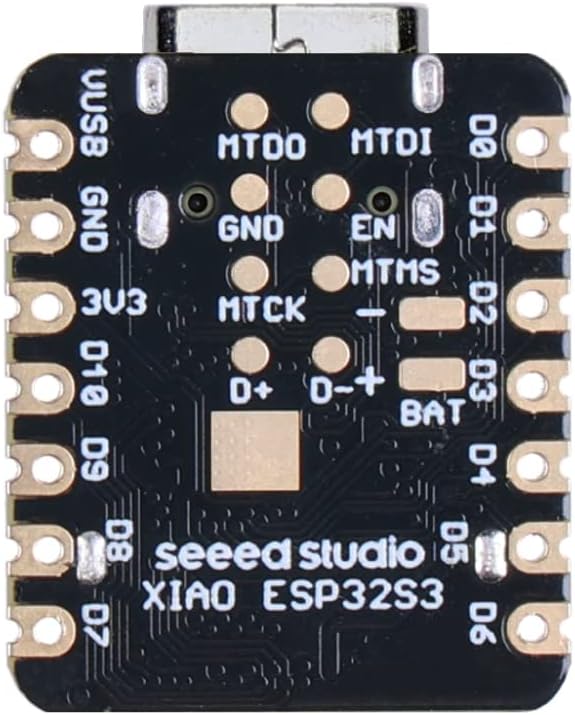 VUSB
MTDO
MTDI
D0
GND
GND
EN
D1
3V3
MTCK
MTMS
-
D2
D10
D+
D-
+
BAT
D3
D9
D4
D8
seeed studio
D5
XIAO ESP32S3
D7
D6